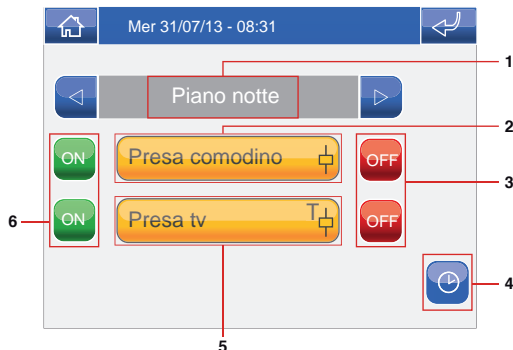 Mer 31/07/13 - 08:31
1
Piano notte
2
ON Presa comodino OFF
3
ON Presa tv T OFF
6
4
5